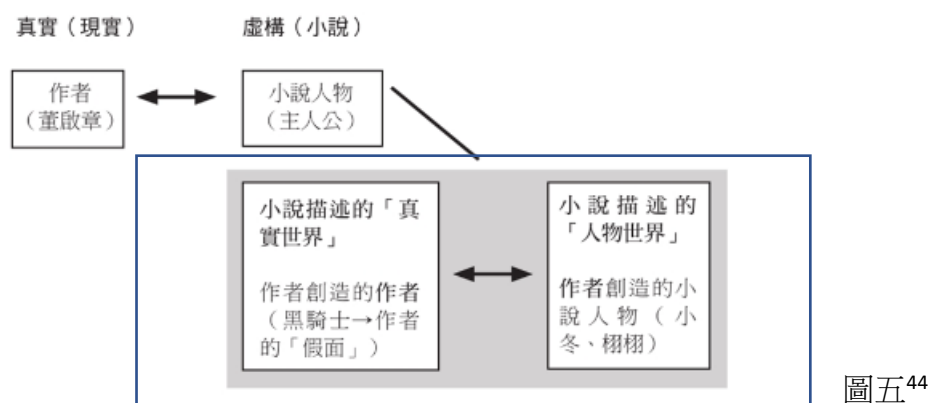 真實（現實）
虛構（小說）
作者
（董啟章）
小說人物
（主人公）
小說描述的「真
實世界」
作者創造的作者
（黑騎士→作者
的「假面」）
小說描述的
「人物世界」
作者創造的小
說人物（小
冬、栩栩）
圖五44